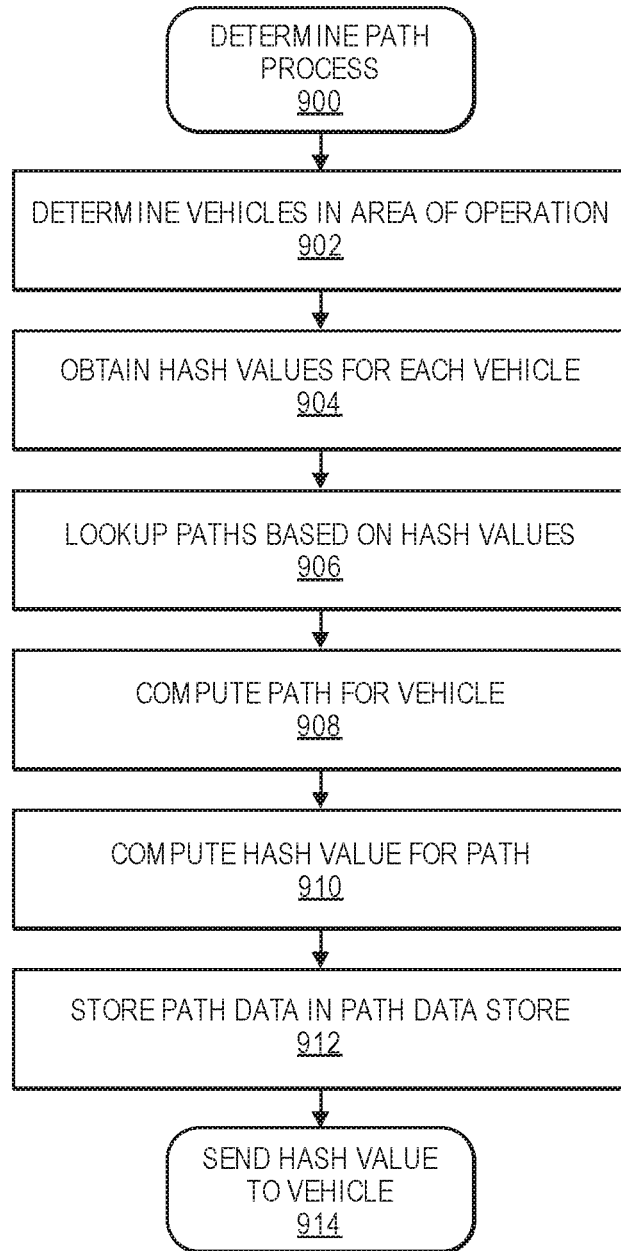 DETERMINE PATH
PROCESS
900
DETERMINE VEHICLES IN AREA OF OPERATION
902
OBTAIN HASH VALUES FOR EACH VEHICLE
904
LOOKUP PATHS BASED ON HASH VALUES
906
COMPUTE PATH FOR VEHICLE
908
COMPUTE HASH VALUE FOR PATH
910
STORE PATH DATA IN PATH DATA STORE
912
SEND HASH VALUE
TO VEHICLE
914